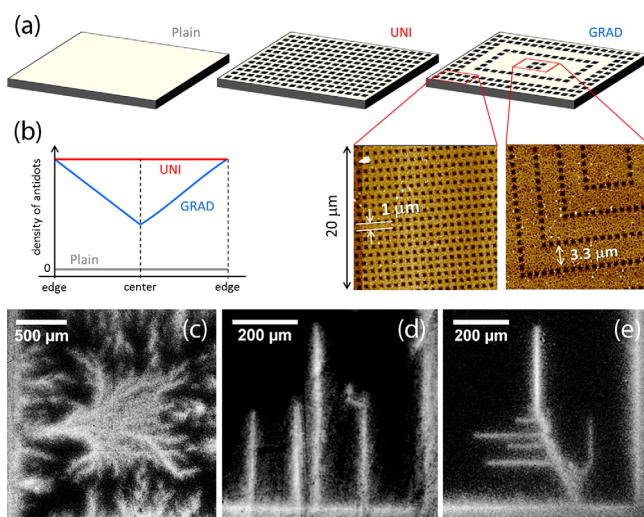 (a)
Plain
UNI
GRAD
(b)
density of antidots
UNI
GRAD
Plain
0
edge
center
edge
20 μm
1 μm
3.3 μm
500 μm
(c)
200 μm
(d)
200 μm
(e)